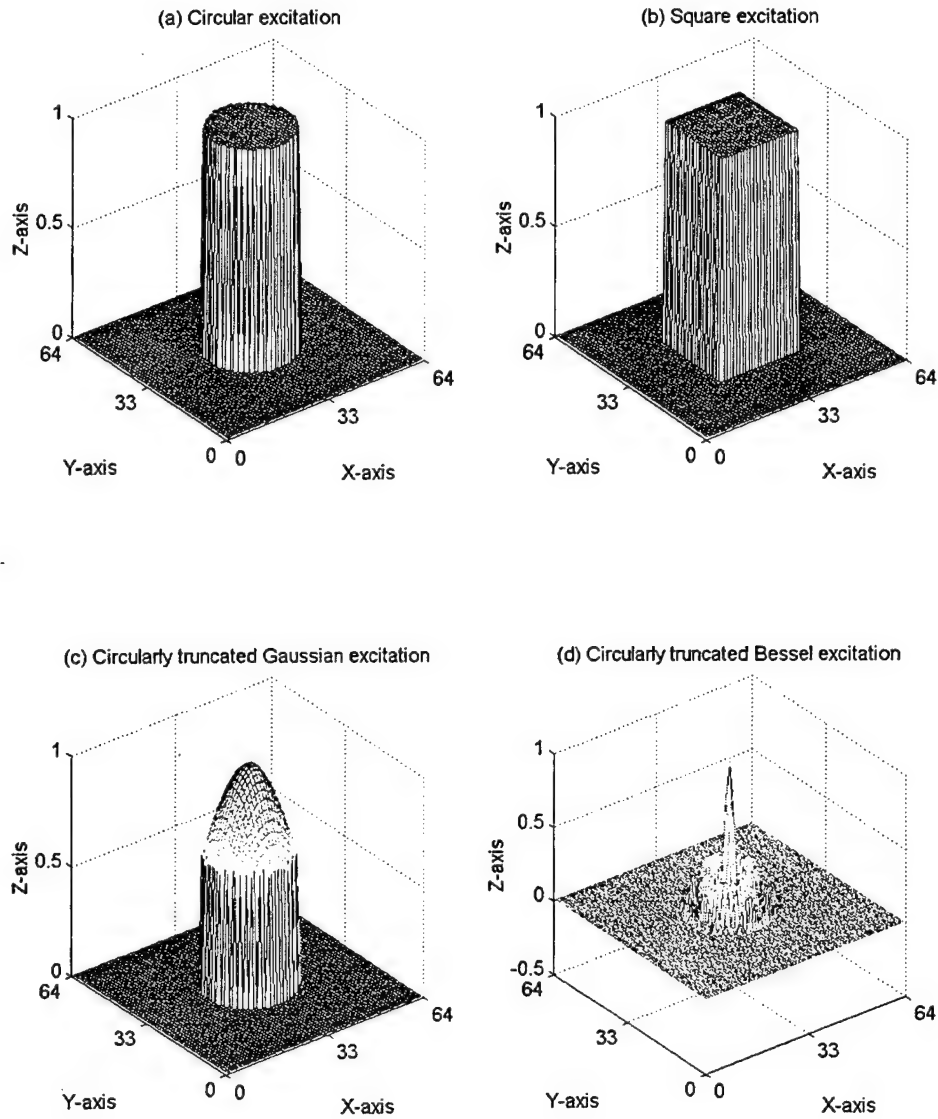 (a) Circular excitation
1
0.5
0
Z-axis
64
33
0
Y-axis
0
33
64
X-axis
(b) Square excitation
1
0.5
0
Z-axis
64
33
0
Y-axis
0
33
64
X-axis
(c) Circularly truncated Gaussian excitation
1
0.5
0
Z-axis
64
33
0
Y-axis
0
33
64
X-axis
(d) Circularly truncated Bessel excitation
1
0.5
0
-0.5
Z-axis
64
33
0
Y-axis
0
33
64
X-axis